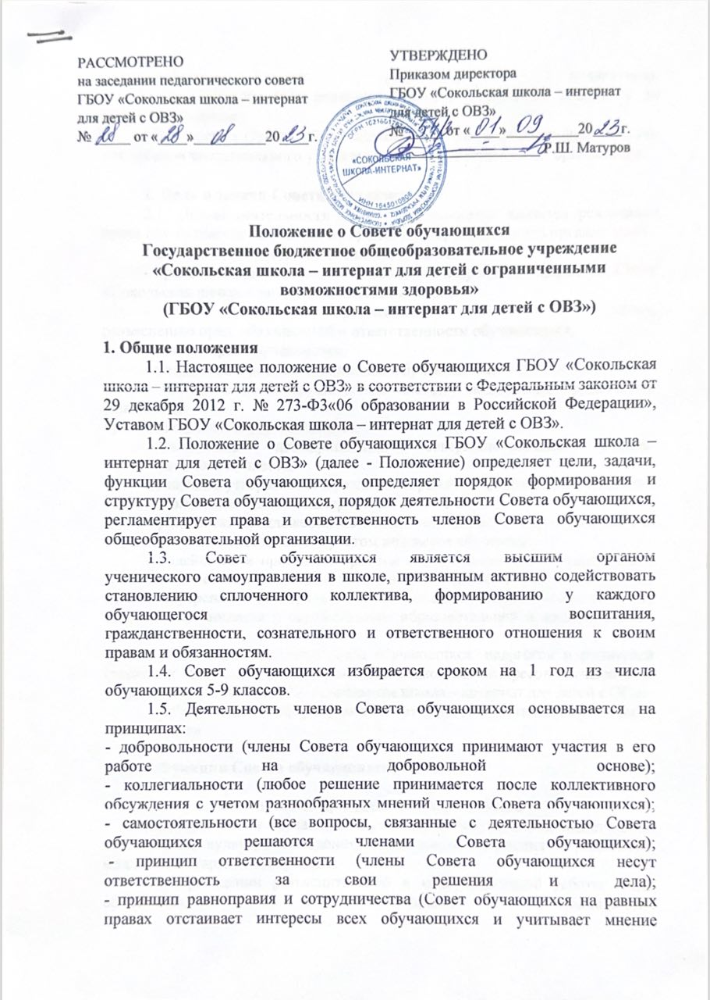 РАССМОТРЕНО
на заседании педагогического совета
ГБОУ «Сокольская школа – интернат
для детей с ОВЗ»
№ 28 от « 28 » 08 2023 г.
УТВЕРЖДЕНО
Приказом директора
ГБОУ «Сокольская школа – интернат
для детей с ОВЗ»
№ от « 01 » 09 2023 г.
Р.Ш. Матуров
«СОКОЛЬСКАЯ
ШКОЛА-ИНТЕРНАТ»
ИНН 1645010806
Положение о Совете обучающихся
Государственное бюджетное общеобразовательное учреждение
«Сокольская школа – интернат для детей с ограниченными
возможностями здоровья»
(ГБОУ «Сокольская школа – интернат для детей с ОВЗ»)
1. Общие положения
1.1. Настоящее положение о Совете обучающихся ГБОУ «Сокольская
школа – интернат для детей с ОВЗ» в соответствии с Федеральным законом от
29 декабря 2012 г. № 273-ФЗ«06 образовании в Российской Федерации»,
Уставом ГБОУ «Сокольская школа – интернат для детей с ОВЗ».
1.2. Положение о Совете обучающихся ГБОУ «Сокольская школа –
интернат для детей с ОВЗ» (далее - Положение) определяет цели, задачи,
функции Совета обучающихся, определяет порядок формирования и
структуру Совета обучающихся, порядок деятельности Совета обучающихся,
регламентирует права и ответственность членов Совета обучающихся
общеобразовательной организации.
1.3. Совет обучающихся является высшим органом
ученического самоуправления в школе, призванным активно содействовать
становлению сплоченного коллектива, формированию у каждого
обучающегося воспитания,
гражданственности, сознательного и ответственного отношения к своим
правам и обязанностям.
1.4. Совет обучающихся избирается сроком на 1 год из числа
обучающихся 5-9 классов.
1.5. Деятельность членов Совета обучающихся основывается на
принципах:
- добровольности (члены Совета обучающихся принимают участия в его
работе на добровольной основе);
- коллегиальности (любое решение принимается после коллективного
обсуждения с учетом разнообразных мнений членов Совета обучающихся);
- самостоятельности (все вопросы, связанные с деятельностью Совета
обучающихся решаются членами Совета обучающихся);
- принцип ответственности (члены Совета обучающихся несут
ответственность за свои решения и дела);
- принцип равноправия и сотрудничества (Совет обучающихся на равных
правах отстаивает интересы всех обучающихся и учитывает мнение